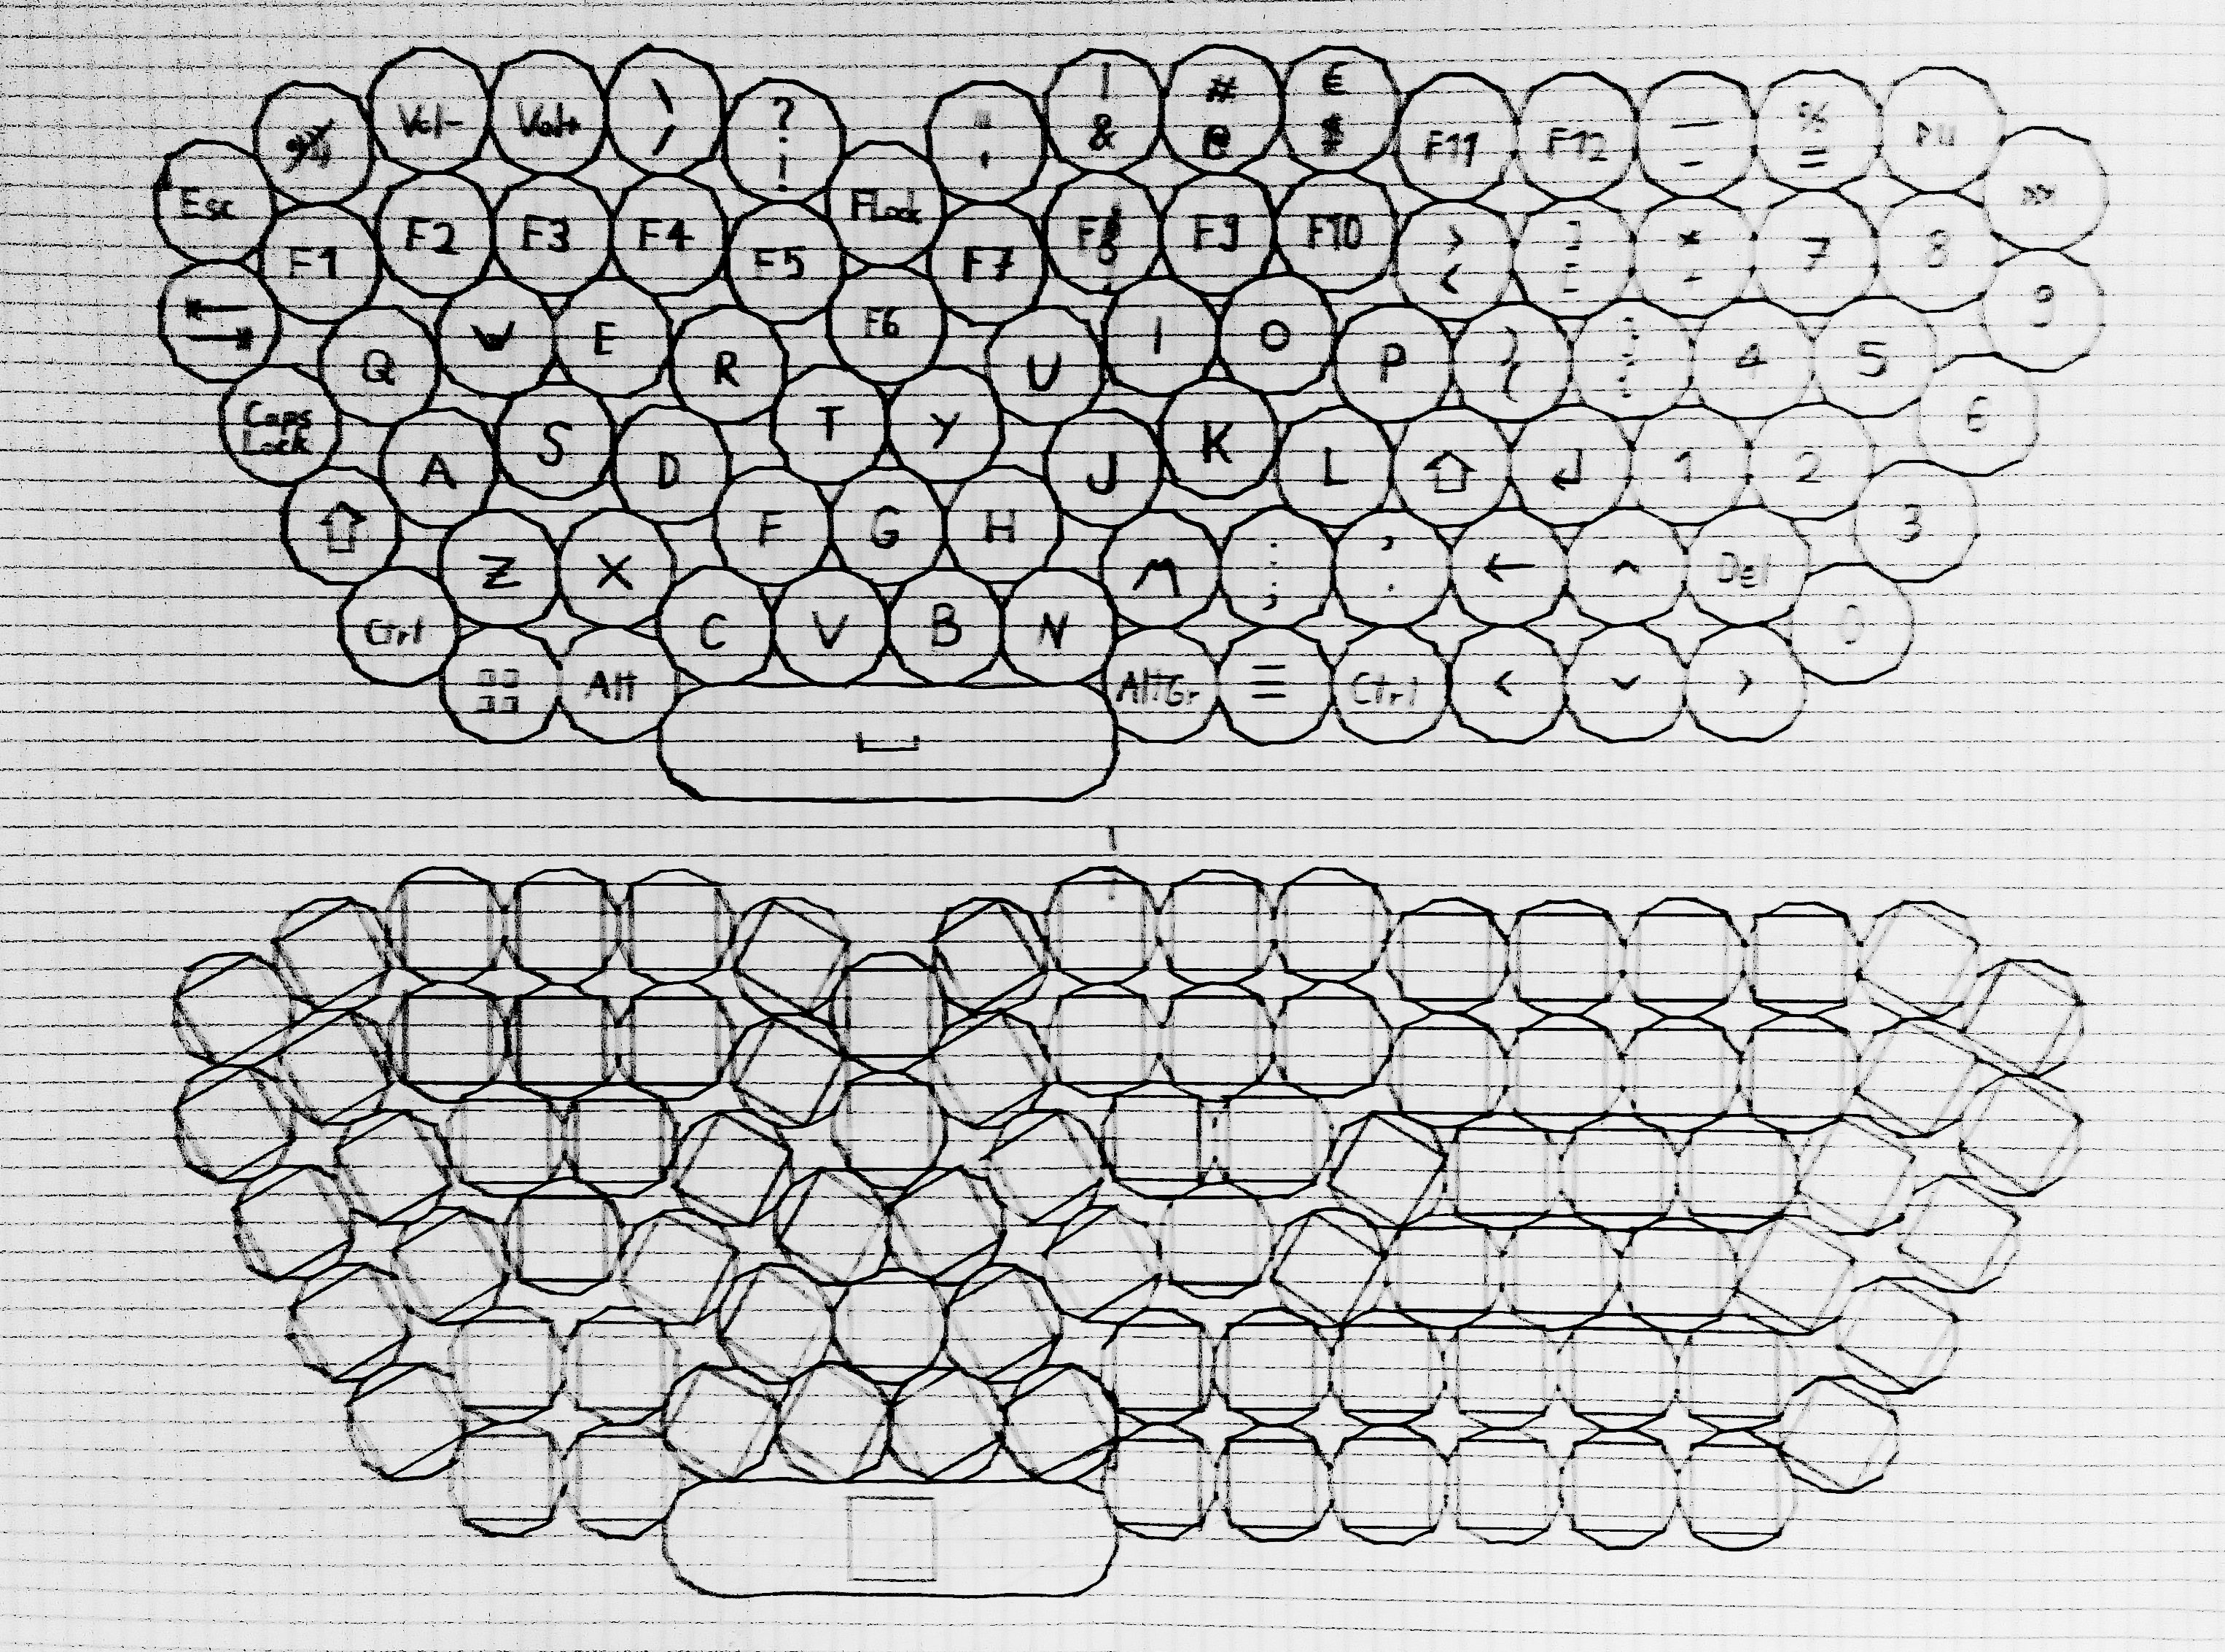 Esc Vol- Vol+ \ ? " | # € F11 F12 — %
/ ! ' & @ $ - =
F1 F2 F3 F4 F5 FLock F7 F8 F9 F10 > ] * 7 8 »
< [ -
Q W E R F6 U I O P } 4 5 9
{
Caps
Lock
A S D T Y J K L 1 2 6
Z X F G H M : , ← ^ Del 3
; .
Ctrl C V B N 0
Alt AltGr ☰ Ctrl < ⌄ >